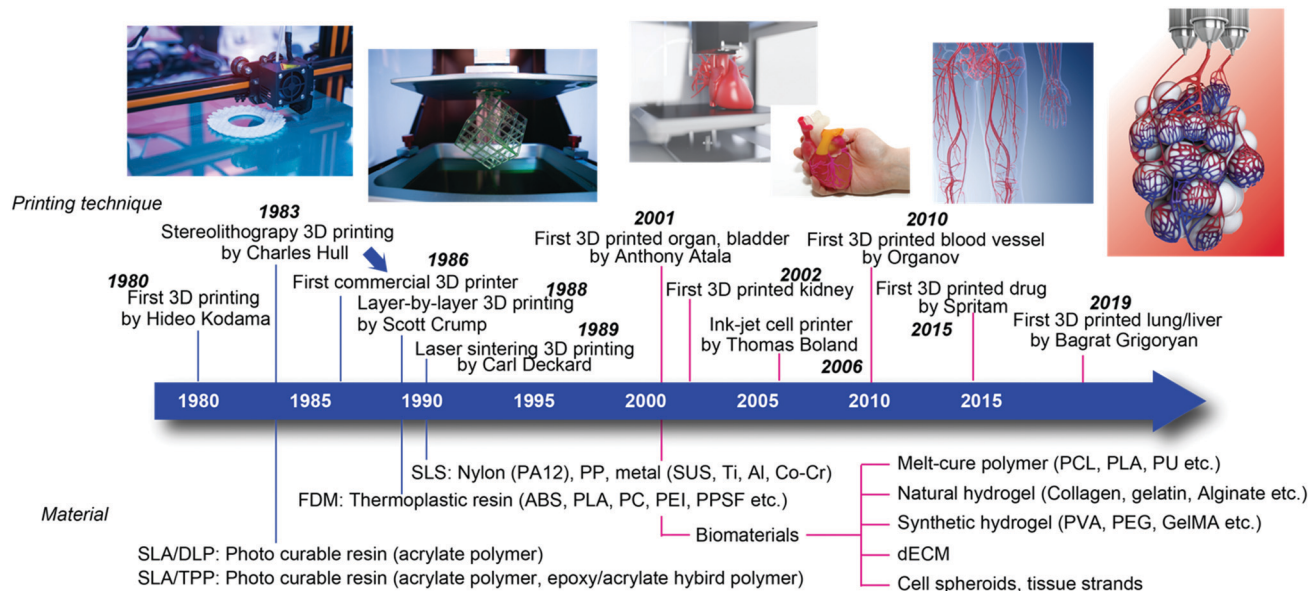 Printing technique
1983
Stereolithograpy 3D printing
by Charles Hull
1980
First 3D printing
by Hideo Kodama
1986
First commercial 3D printer
1988
Layer-by-layer 3D printing
by Scott Crump
1989
Laser sintering 3D printing
by Carl Deckard
2001
First 3D printed organ, bladder
by Anthony Atala
2002
First 3D printed kidney
Ink-jet cell printer
by Thomas Boland
2006
2010
First 3D printed blood vessel
by Organov
First 3D printed drug
by Spritam
2015
2019
First 3D printed lung/liver
by Bagrat Grigoryan
1980 1985 1990 1995 2000 2005 2010 2015
Material
SLS: Nylon (PA12), PP, metal (SUS, Ti, Al, Co-Cr)
FDM: Thermoplastic resin (ABS, PLA, PC, PEI, PPSF etc.)
SLA/DLP: Photo curable resin (acrylate polymer)
SLA/TPP: Photo curable resin (acrylate polymer, epoxy/acrylate hybird polymer)
Biomaterials
Melt-cure polymer (PCL, PLA, PU etc.)
Natural hydrogel (Collagen, gelatin, Alginate etc.)
Synthetic hydrogel (PVA, PEG, GelMA etc.)
dECM
Cell spheroids, tissue strands